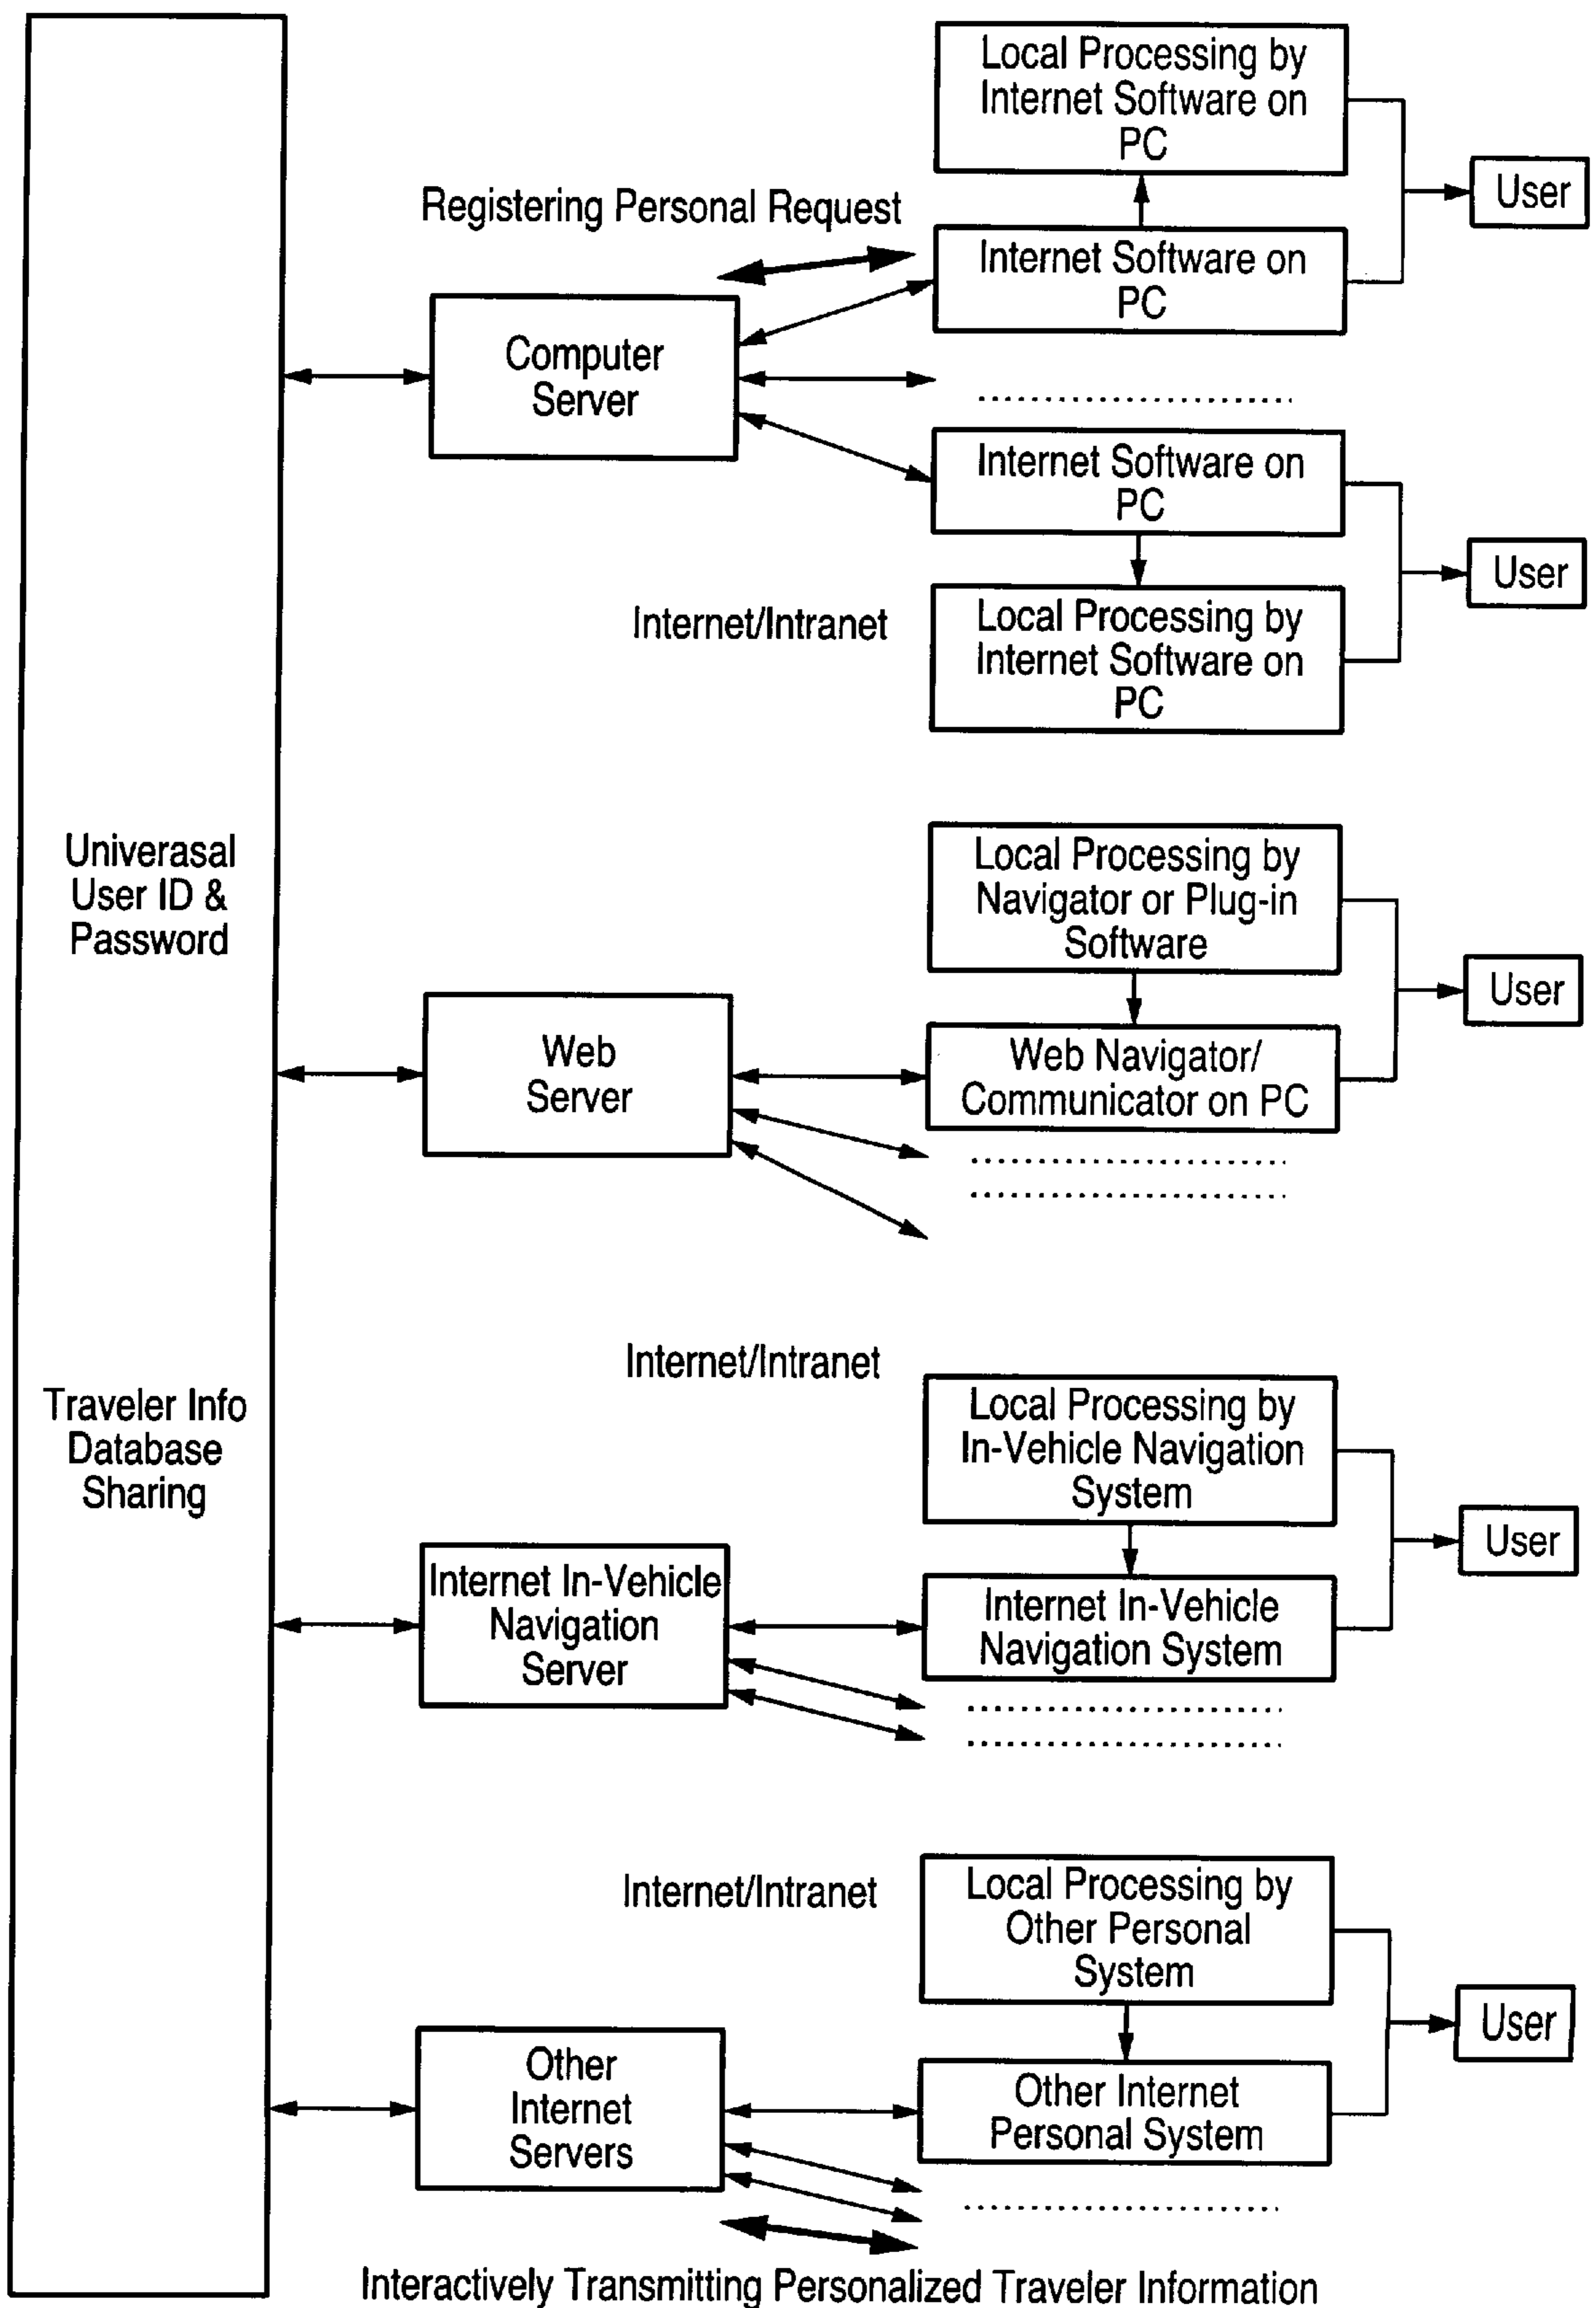 Local Processing by
Internet Software on
PC
Registering Personal Request
User
Internet Software on
PC
Computer
Server
Internet Software on
PC
User
Internet/Intranet
Local Processing by
Internet Software on
PC
Univerasal
User ID &
Password
Local Processing by
Navigator or Plug-in
Software
User
Web
Server
Web Navigator/
Communicator on PC
Internet/Intranet
Traveler Info
Database
Sharing
Local Processing by
In-Vehicle Navigation
System
User
Internet In-Vehicle
Navigation
Server
Internet In-Vehicle
Navigation System
Internet/Intranet
Local Processing by
Other Personal
System
User
Other
Internet
Servers
Other Internet
Personal System
Interactively Transmitting Personalized Traveler Information